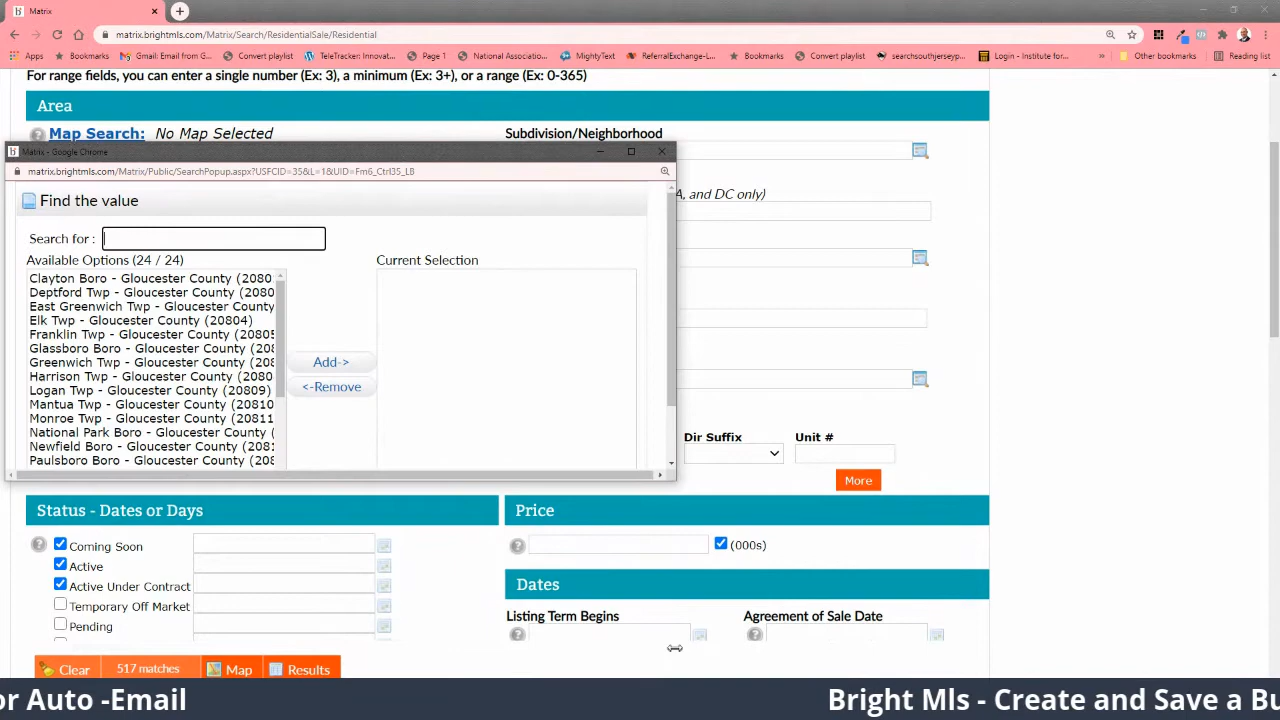 Matrix
matrix.brightmls.com/Matrix/Search/ResidentialSale/Residential
Apps Bookmarks Gmail: Email from G... Convert playlist TeleTracker: Innovat... Page 1 National Association... MightyText ReferralExchange-L... Bookmarks Convert playlist searchsouthjerseyp... Login - Institute for... » Other bookmarks Reading list
For range fields, you can enter a single number (Ex: 3), a minimum (Ex: 3+), or a range (Ex: 0-365)
Area
Map Search: No Map Selected Subdivision/Neighborhood
Matrix - Google Chrome
matrix.brightmls.com/Matrix/Public/SearchPopup.aspx?USFCID=35&L=1&UID=Fm6_Ctrl35_LB
Find the value
A, and DC only)
Search for :
Available Options (24 / 24) Current Selection
Clayton Boro - Gloucester County (2080
Deptford Twp - Gloucester County (2080
East Greenwich Twp - Gloucester County
Elk Twp - Gloucester County (20804)
Franklin Twp - Gloucester County (20805
Glassboro Boro - Gloucester County (208
Greenwich Twp - Gloucester County (208
Harrison Twp - Gloucester County (2080
Logan Twp - Gloucester County (20809)
Mantua Twp - Gloucester County (20810
Monroe Twp - Gloucester County (20811
National Park Boro - Gloucester County (
Newfield Boro - Gloucester County (2081
Paulsboro Boro - Gloucester County (208
Add->
<-Remove
Dir Suffix Unit #
More
Status - Dates or Days Price
Coming Soon (000s)
Active
Active Under Contract Dates
Temporary Off Market Listing Term Begins Agreement of Sale Date
Pending
Clear 517 matches Map Results
or Auto -Email Bright Mls - Create and Save a Bu